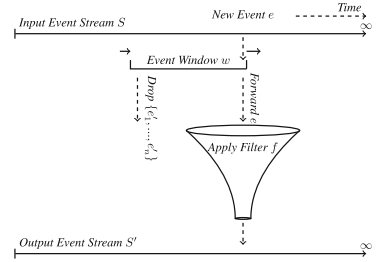 New Event e
Time
Input Event Stream S
∞
Event Window w
Drop {e'₁, ..., e'ₙ}
Forward e
Apply Filter f
Output Event Stream S'
∞